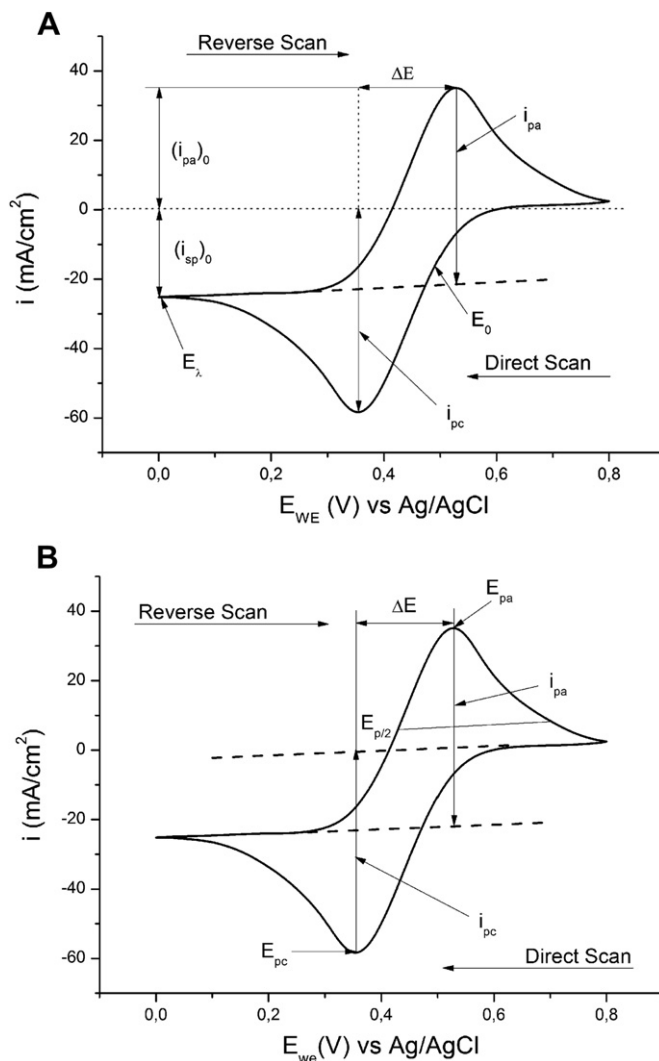 A
Reverse Scan
ΔE
i_pa
(i_pa)_0
(i_sp)_0
E_λ
E_0
Direct Scan
i_pc
40
20
0
-20
-40
-60
i (mA/cm²)
0,0 0,2 0,4 0,6 0,8
E_WE (V) vs Ag/AgCl
B
Reverse Scan
ΔE
E_pa
i_pa
E_p/2
E_pc
i_pc
Direct Scan
40
20
0
-20
-40
-60
i (mA/cm²)
0,0 0,2 0,4 0,6 0,8
E_we (V) vs Ag/AgCl